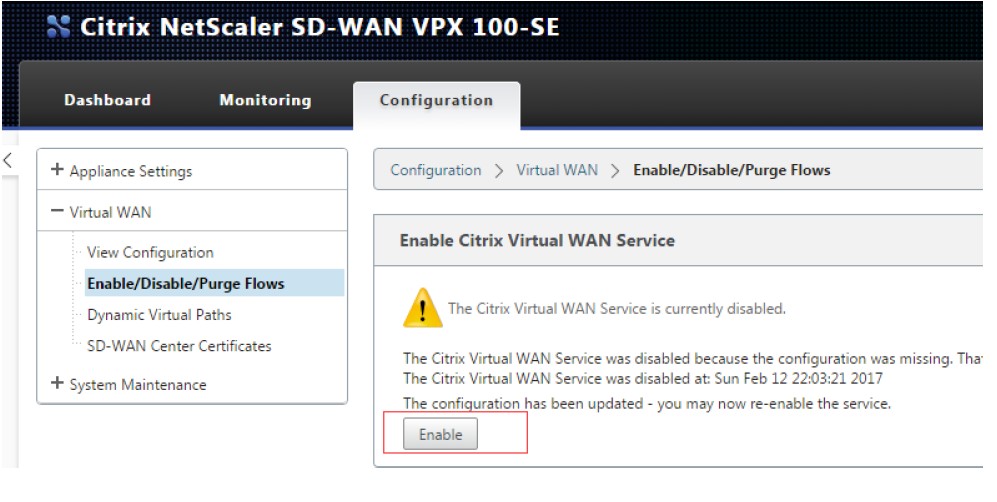 Citrix NetScaler SD-WAN VPX 100-SE
Dashboard Monitoring Configuration
Appliance Settings
Virtual WAN
View Configuration
Enable/Disable/Purge Flows
Dynamic Virtual Paths
SD-WAN Center Certificates
System Maintenance
Configuration > Virtual WAN > Enable/Disable/Purge Flows
Enable Citrix Virtual WAN Service
The Citrix Virtual WAN Service is currently disabled.
The Citrix Virtual WAN Service was disabled because the configuration was missing. That
The Citrix Virtual WAN Service was disabled at: Sun Feb 12 22:03:21 2017
The configuration has been updated - you may now re-enable the service.
Enable